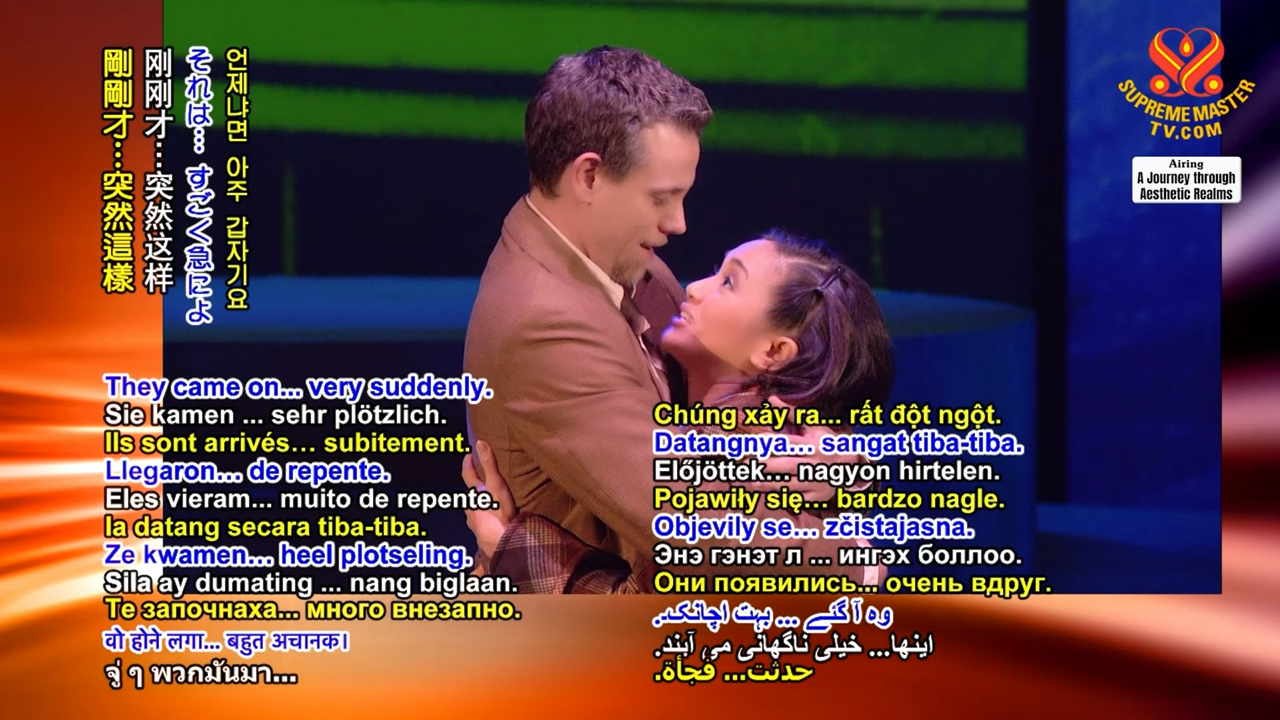 剛剛才…突然這樣
刚刚才…突然这样
それは… すごく急によ
언제냐면 아주 갑자기요
SUPREME MASTER
TV.COM
Airing
A Journey through
Aesthetic Realms
They came on... very suddenly.
Sie kamen ... sehr plötzlich.
Ils sont arrivés… subitement.
Llegaron... de repente.
Eles vieram... muito de repente.
Ia datang secara tiba-tiba.
Ze kwamen... heel plotseling.
Sila ay dumating ... nang biglaan.
Те започнаха... много внезапно.
वो होने लगा... बहुत अचानक।
จู่ ๆ พวกมันมา...
Chúng xảy ra... rất đột ngột.
Datangnya... sangat tiba-tiba.
Előjöttek... nagyon hirtelen.
Pojawiły się... bardzo nagle.
Objevily se... zčistajasna.
Энэ гэнэт л ... ингэх боллоо.
Они появились... очень вдруг.
وہ آ گئے ... بہت اچانک.
اینها... خیلی ناگهانی می آیند.
حدثت... فجأة.